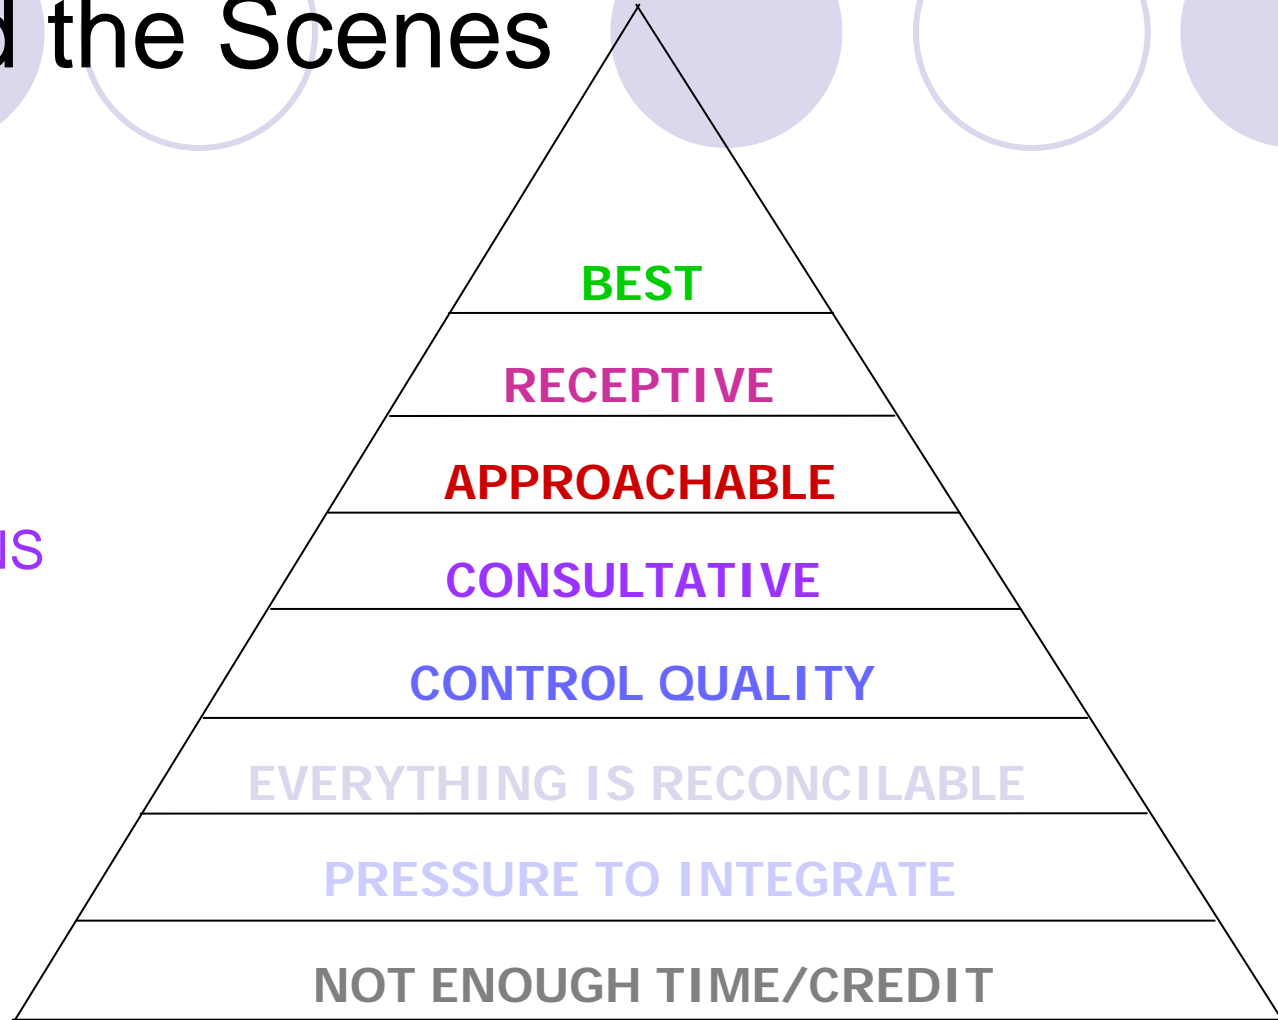 the Scenes
BEST
RECEPTIVE
APPROACHABLE
CONSULTATIVE
CONTROL QUALITY
EVERYTHING IS RECONCILABLE
PRESSURE TO INTEGRATE
NOT ENOUGH TIME/CREDIT